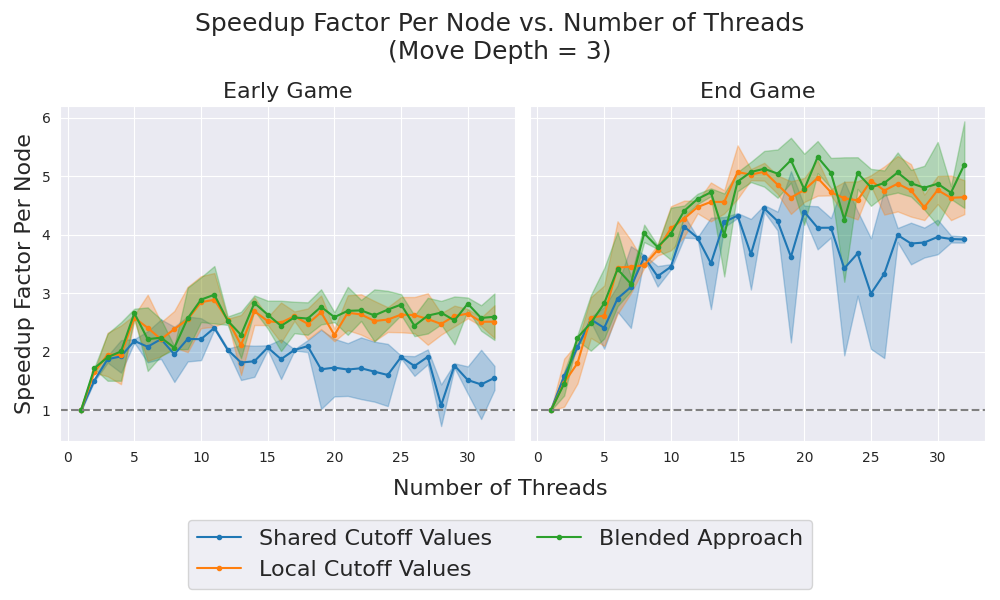 Speedup Factor Per Node vs. Number of Threads
(Move Depth = 3)
Early Game
End Game
Speedup Factor Per Node
6
5
4
3
2
1
0 5 10 15 20 25 30
0 5 10 15 20 25 30
Number of Threads
Shared Cutoff Values
Local Cutoff Values
Blended Approach